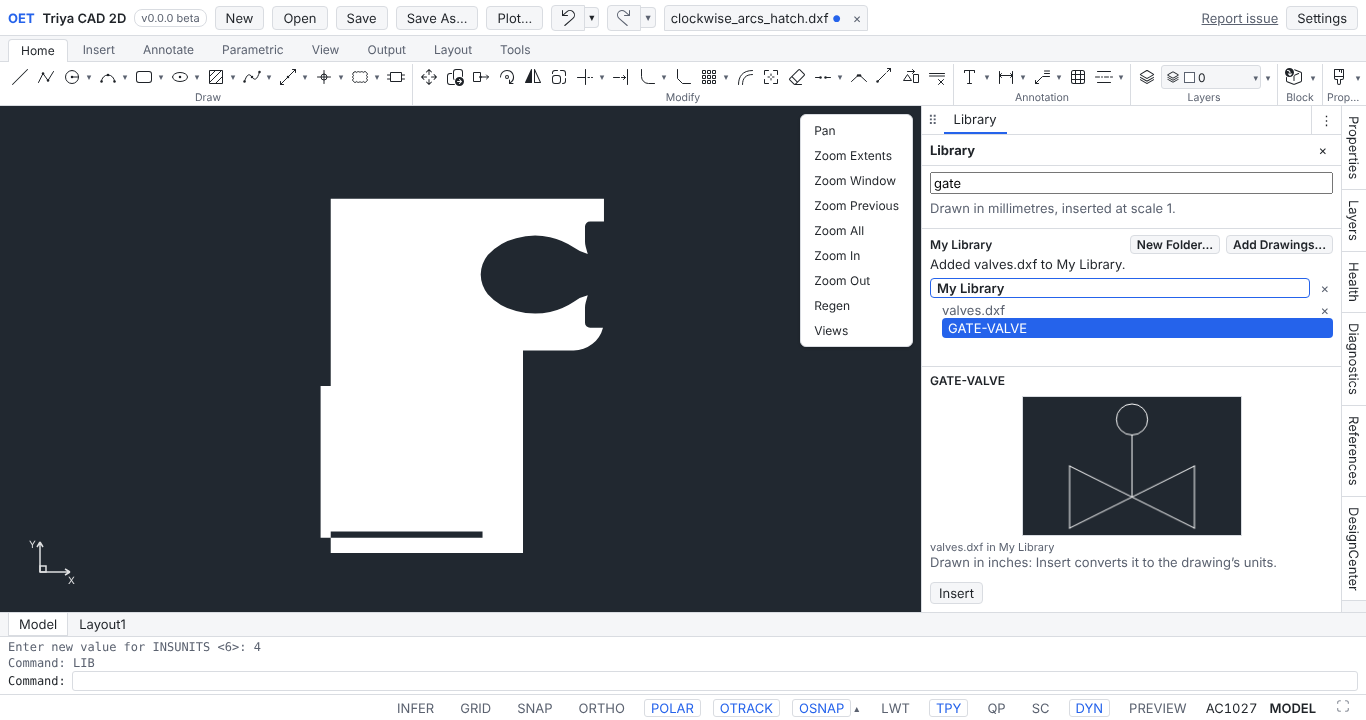 OET Triya CAD 2D v0.0.0 beta New Open Save Save As... Plot... clockwise_arcs_hatch.dxf × Report issue Settings
Home Insert Annotate Parametric View Output Layout Tools
0
Draw Modify Annotation Layers Block Prop...
Pan
Zoom Extents
Zoom Window
Zoom Previous
Zoom All
Zoom In
Zoom Out
Regen
Views
Y
X
Library
Library ×
gate
Drawn in millimetres, inserted at scale 1.
My Library New Folder... Add Drawings...
Added valves.dxf to My Library.
My Library ×
valves.dxf ×
GATE-VALVE
GATE-VALVE
valves.dxf in My Library
Drawn in inches: Insert converts it to the drawing's units.
Insert
Properties
Layers
Health
Diagnostics
References
DesignCenter
Model Layout1
Enter new value for INSUNITS <6>: 4
Command: LIB
Command:
INFER GRID SNAP ORTHO POLAR OTRACK OSNAP LWT TPY QP SC DYN PREVIEW AC1027 MODEL